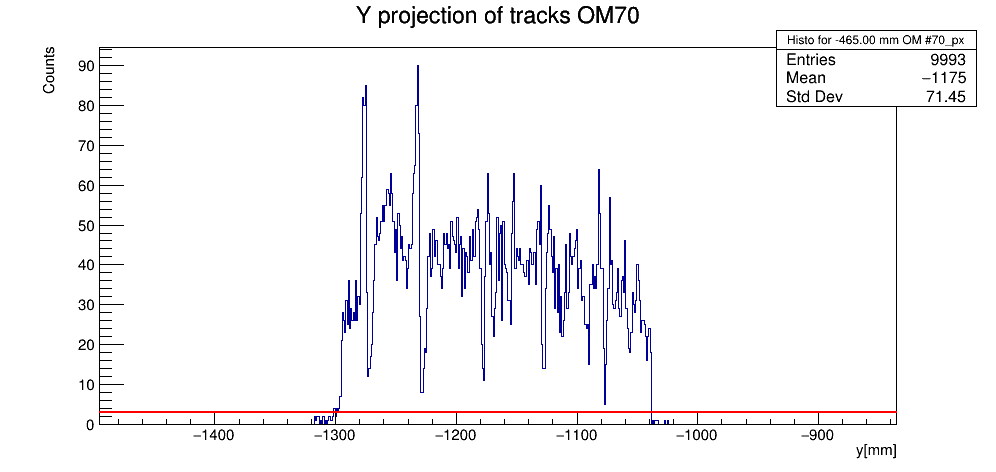 Y projection of tracks OM70
Histo for -465.00 mm OM #70_px
Entries 9993
Mean −1175
Std Dev 71.45
Counts
90
80
70
60
50
40
30
20
10
0
−1400 −1300 −1200 −1100 −1000 −900
y[mm]